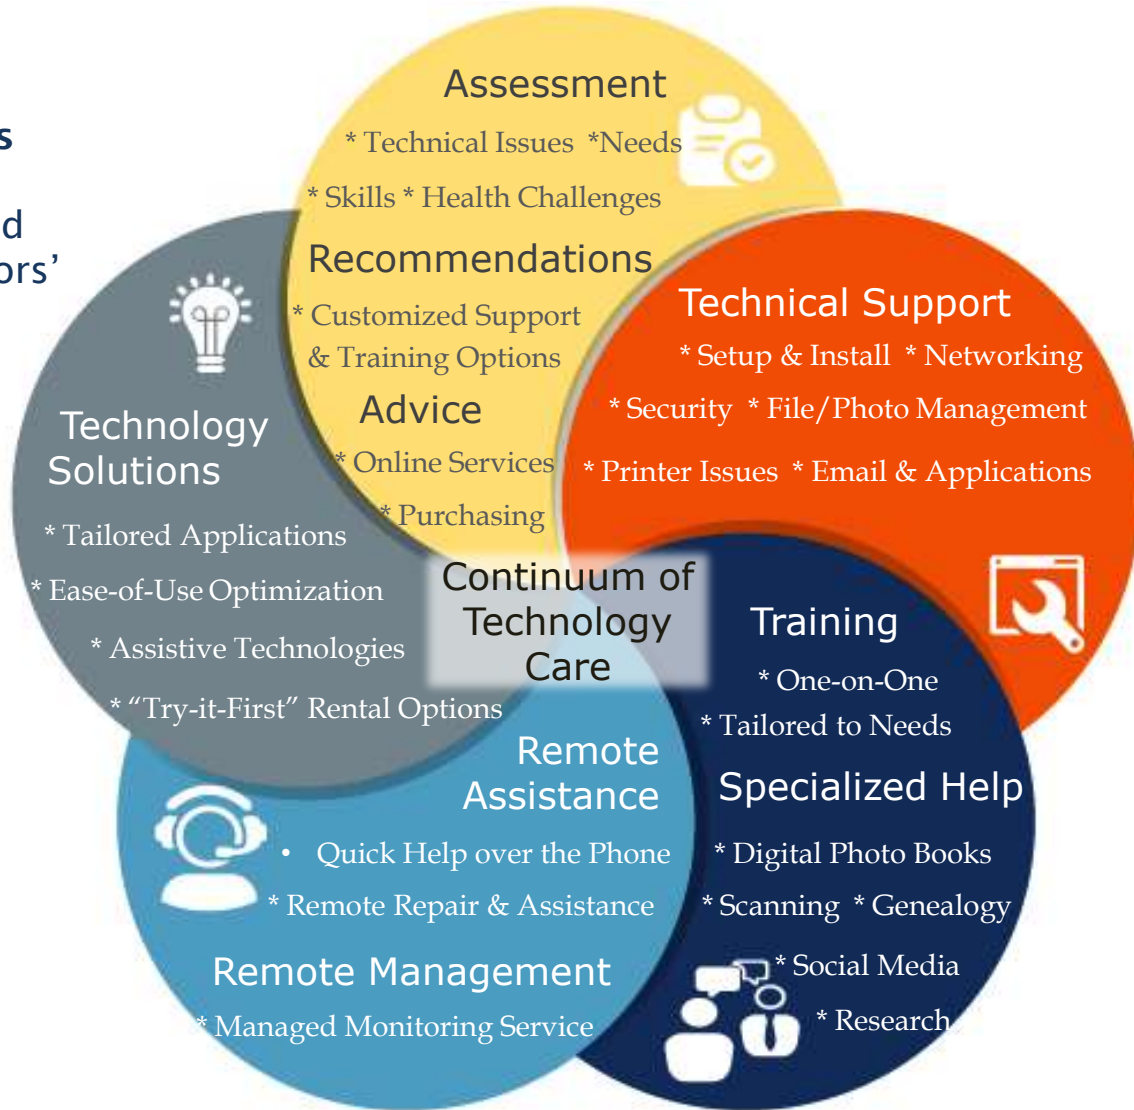 s
d
ors’
Assessment
* Technical Issues *Needs
* Skills * Health Challenges
Recommendations
* Customized Support
& Training Options
Advice
* Online Services
* Purchasing
Technical Support
* Setup & Install * Networking
* Security * File/Photo Management
* Printer Issues * Email & Applications
Technology
Solutions
* Tailored Applications
* Ease-of-Use Optimization
* Assistive Technologies
* “Try-it-First” Rental Options
Continuum of
Technology
Care
Training
* One-on-One
* Tailored to Needs
Specialized Help
* Digital Photo Books
* Scanning * Genealogy
* Social Media
* Research
Remote
Assistance
• Quick Help over the Phone
* Remote Repair & Assistance
Remote Management
* Managed Monitoring Service